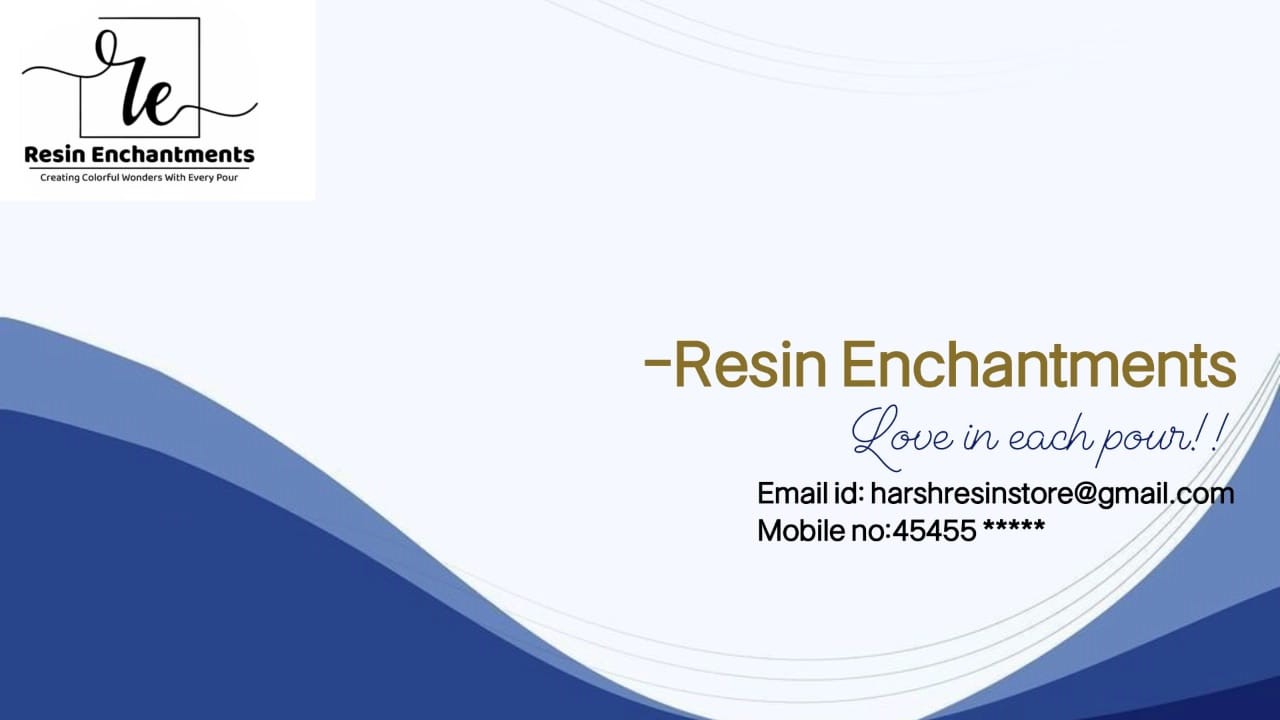 re
Resin Enchantments
Creating Colorful Wonders With Every Pour
-Resin Enchantments
Love in each pour!!
Email id: harshresinstore@gmail.com
Mobile no:45455 *****